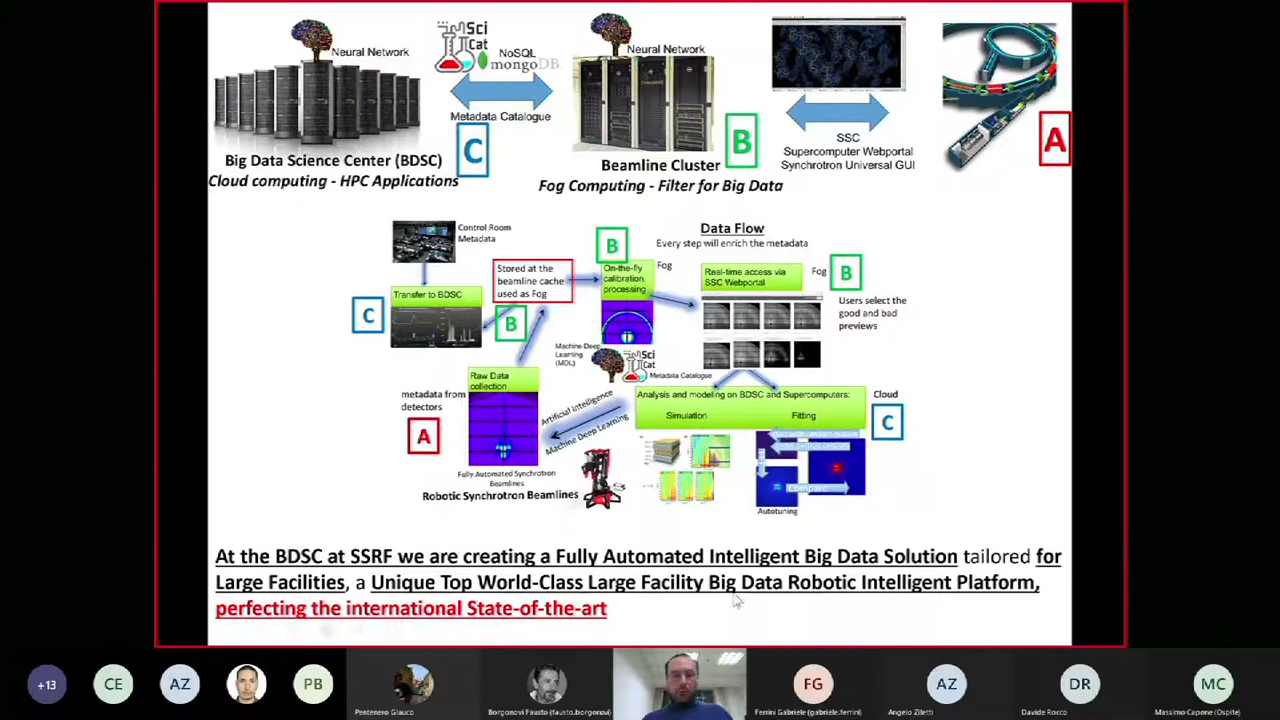 Neural Network
Sci
Cat
NoSQL
mongoDB
Metadata Catalogue
Big Data Science Center (BDSC)
Cloud computing - HPC Applications
C
Neural Network
Beamline Cluster
Fog Computing - Filter for Big Data
B
SSC
Supercomputer Webportal
Synchrotron Universal GUI
A
Data Flow
Every step will enrich the metadata
Control Room
Metadata
Transfer to BDSC
C
Stored at the
beamline cache
used as Fog
B
B
On-the-fly
calibration,
processing
Fog
Real-time access via
SSC Webportal
Fog
B
Users select the
good and bad
previews
Machine Deep
Learning
(MDL)
Sci
Cat
Metadata Catalogue
Raw Data
collection
metadata from
detectors
A
Fully Automated Synchrotron
Beamlines
Robotic Synchrotron Beamlines
Artificial Intelligence
Machine Deep Learning
Analysis and modeling on BDSC and Supercomputers:
Simulation
Fitting
Cloud
C
Compare
Autotuning
At the BDSC at SSRF we are creating a Fully Automated Intelligent Big Data Solution tailored for
Large Facilities, a Unique Top World-Class Large Facility Big Data Robotic Intelligent Platform,
perfecting the international State-of-the-art
+13
CE
AZ
PB
Pentenero Glauco
Borgonovi Fausto (fausto.borgonovi)
FG
Ferrini Gabriele (gabriele.ferrini)
AZ
Angelo Ziletti
DR
Davide Rocco
MC
Massimo Capone (Ospite)